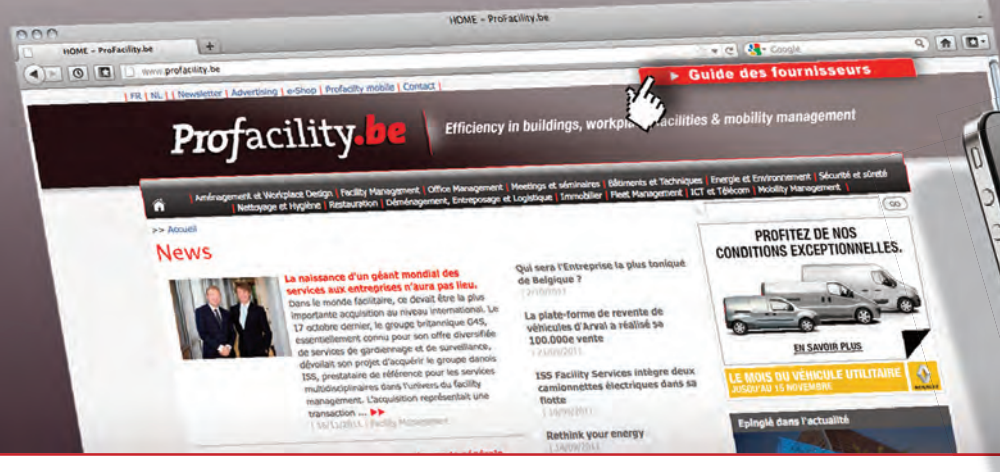 HOME - ProFacility.be
HOME - ProFacility.be
www.profacility.be
Google
Guide des fournisseurs
| FR | NL | | Newsletter | Advertising | e-Shop | Profacility mobile | Contact |
Profacility.be
Efficiency in buildings, workplace, facilities & mobility management
| Aménagement et Workplace Design | Facility Management | Office Management | Meetings et séminaires | Bâtiments et Techniques | Energie et Environnement | Sécurité et sûreté
| Nettoyage et Hygiène | Restauration | Déménagement, Entreposage et Logistique | Immobilier | Fleet Management | ICT et Télécom | Mobility Management |
GO
>> Accueil
News
La naissance d'un géant mondial des
services aux entreprises n'aura pas lieu.
Dans le monde facilitaire, ce devait être la plus
importante acquisition au niveau international. Le
17 octobre dernier, le groupe britannique G4S,
essentiellement connu pour son offre diversifiée
de services de gardiennage et de surveillance,
dévoilait son projet d'acquérir le groupe danois
ISS, prestataire de référence pour les services
multidisciplinaires dans l'univers du facility
management. L'acquisition représentait une
transaction ...
| Facility Management
Qui sera l'Entreprise la plus tonique
de Belgique ?
La plate-forme de revente de
véhicules d'Arval a réalisé sa
100.000e vente
ISS Facility Services intègre deux
camionnettes électriques dans sa
flotte
Rethink your energy
PROFITEZ DE NOS
CONDITIONS EXCEPTIONNELLES.
EN SAVOIR PLUS
LE MOIS DU VÉHICULE UTILITAIRE
JUSQU'AU 15 NOVEMBRE
RENAULT
Epinglé dans l'actualité